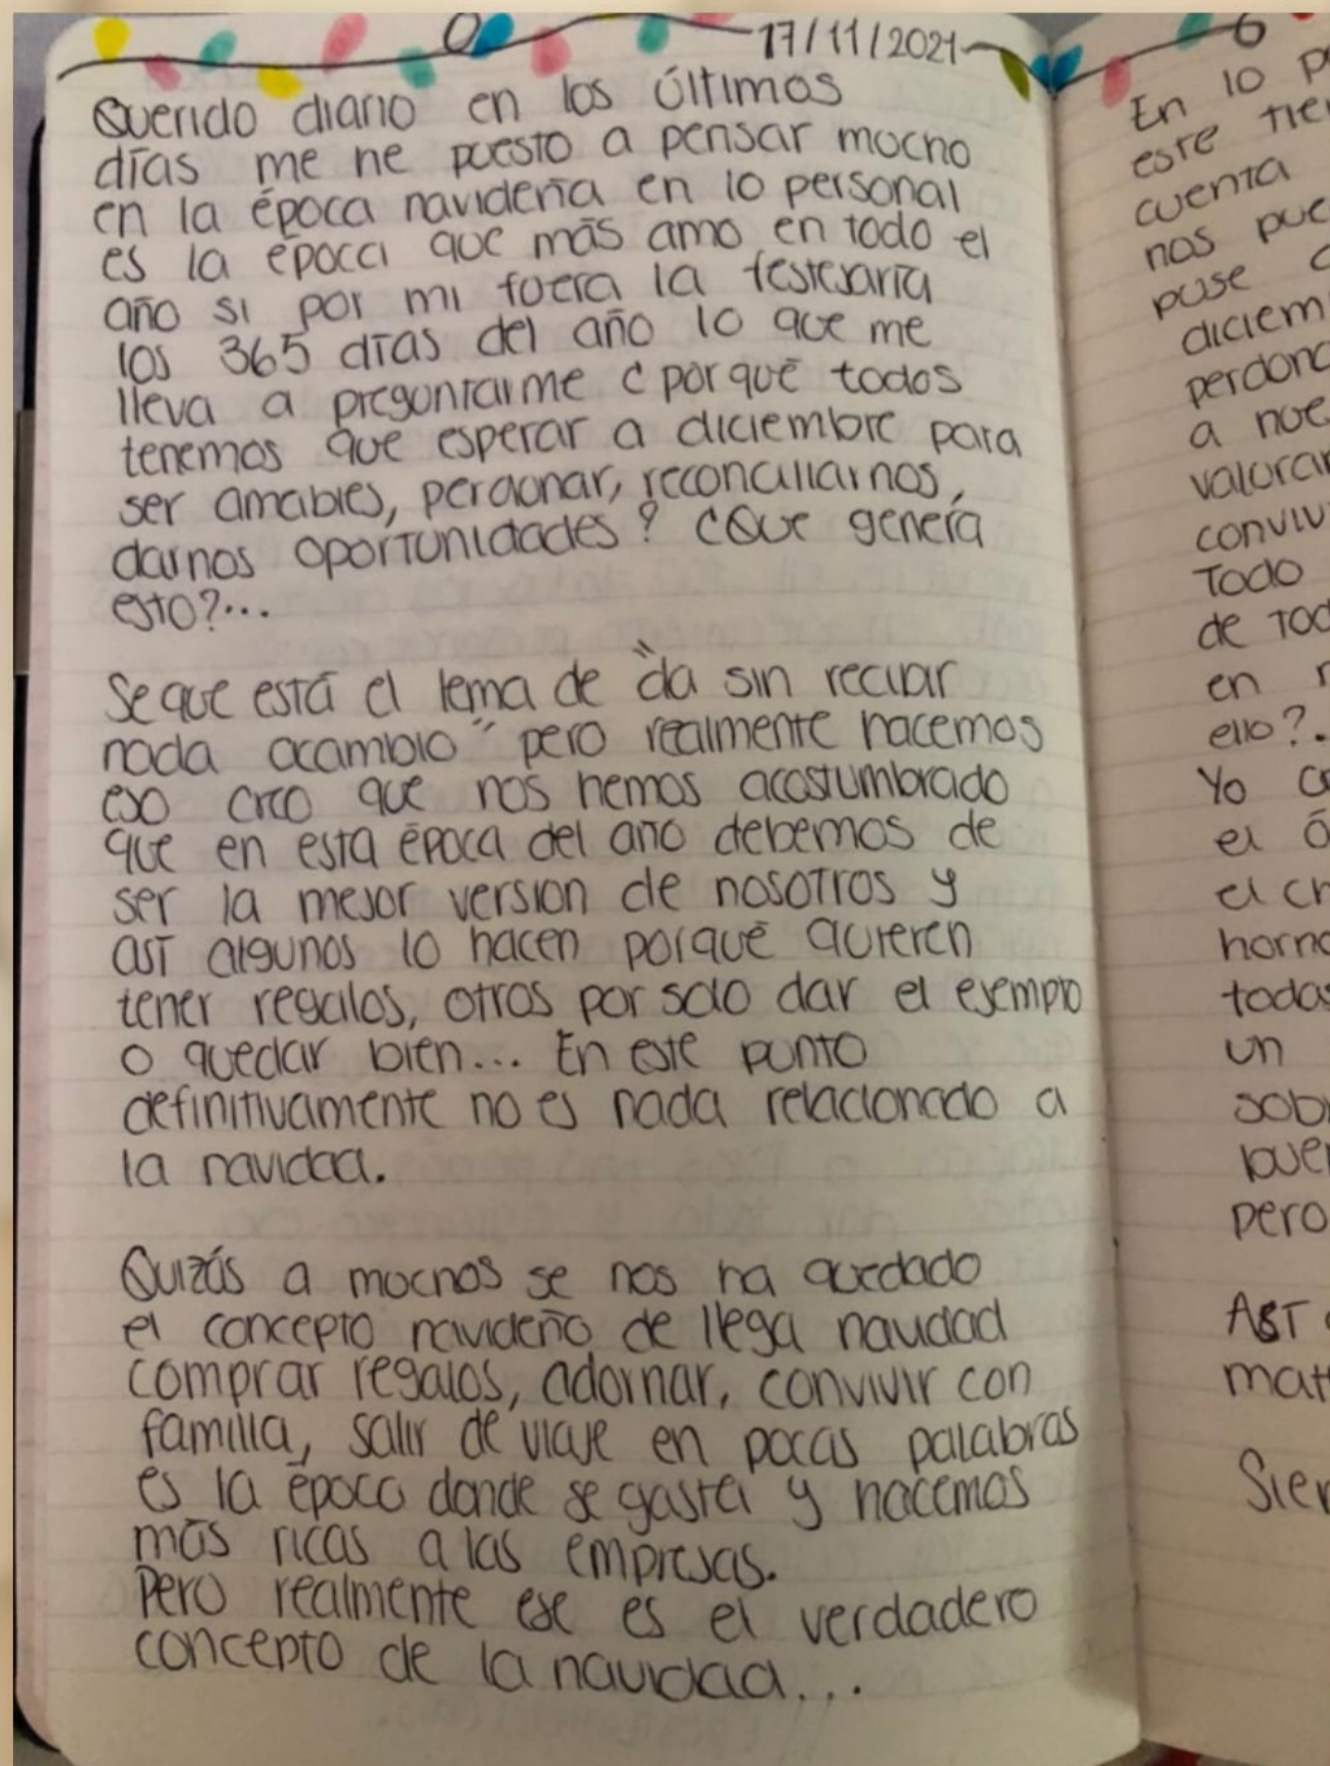 17/11/2021
Querido diario en los últimos
días me he puesto a pensar mucho
en la época navideña en lo personal
es la época que más amo en todo el
año si por mi fuera la festejaría
los 365 días del año lo que me
lleva a preguntarme ¿porqué todos
tenemos que esperar a diciembre para
ser amables, perdonar, reconciliarnos,
darnos oportunidades? ¿Que genera
esto?...
Se que está el lema de "da sin recibir
nada acambio" pero realmente hacemos
eso creo que nos hemos acostumbrado
que en esta época del año debemos de
ser la mejor version de nosotros y
así algunos lo hacen porqué quieren
tener regalos, otros por solo dar el ejemplo
o quedar bien... En este punto
definitivamente no es nada relacionado a
la navidad.
Quizás a muchos se nos ha quedado
el concepto navideño de llega navidad
comprar regalos, adornar, convivir con
familia, salir de viaje en pocas palabras
es la época donde se gasta y hacemos
más ricas a las empresas.
Pero realmente ese es el verdadero
concepto de la navidad...
En lo p
este tie
cuenta
nos pue
puse
diciem
perdona
a nue
valorar
conviv
Todo
de tod
en
ello?.
Yo
el
el ch
horno
todas
un
sob
bue
pero
Así
mat
Sier